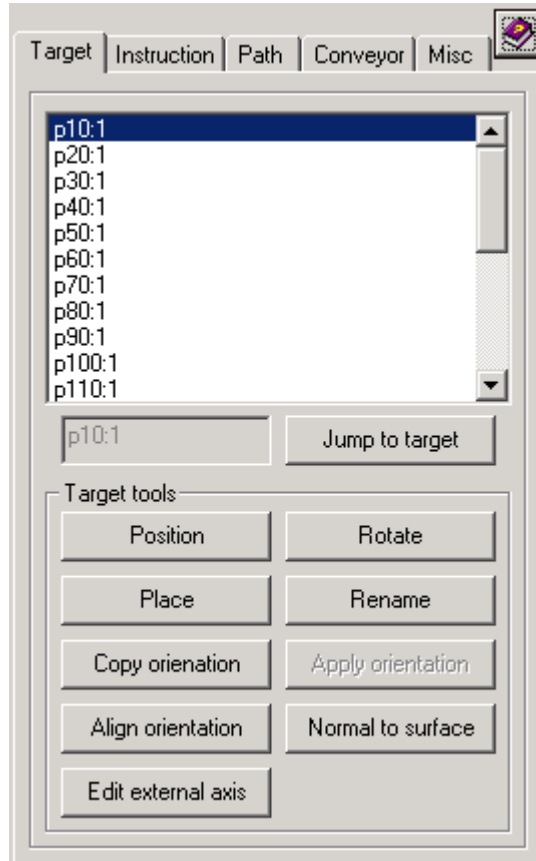 Target Instruction Path Conveyor Misc
p10:1
p20:1
p30:1
p40:1
p50:1
p60:1
p70:1
p80:1
p90:1
p100:1
p110:1
p10:1 Jump to target
Target tools
Position Rotate
Place Rename
Copy orienation Apply orientation
Align orientation Normal to surface
Edit external axis